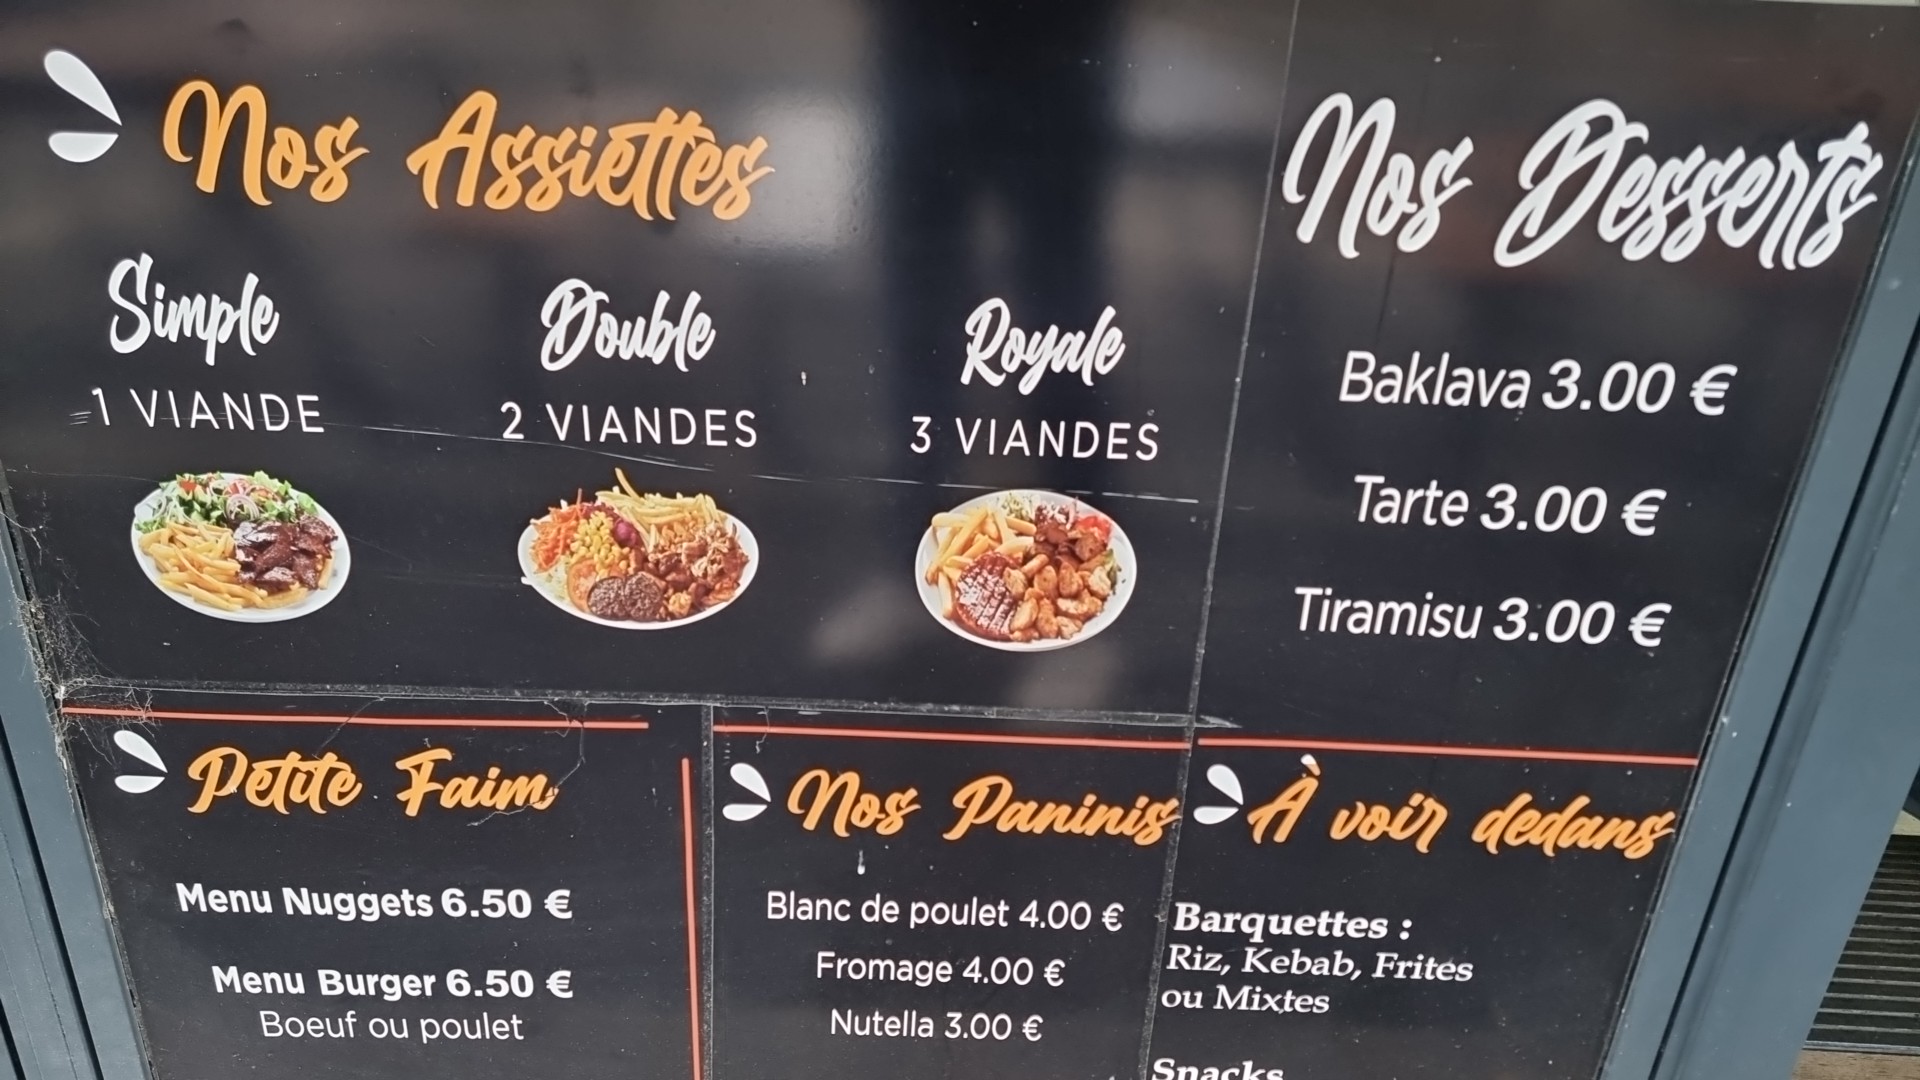 Nos Assiettes
Simple
1 VIANDE
Double
2 VIANDES
Royale
3 VIANDES
Nos Desserts
Baklava 3.00 €
Tarte 3.00 €
Tiramisu 3.00 €
Petite Faim
Menu Nuggets 6.50 €
Menu Burger 6.50 €
Boeuf ou poulet
Nos Paninis
Blanc de poulet 4.00 €
Fromage 4.00 €
Nutella 3.00 €
À voir dedans
Barquettes :
Riz, Kebab, Frites
ou Mixtes
Snacks